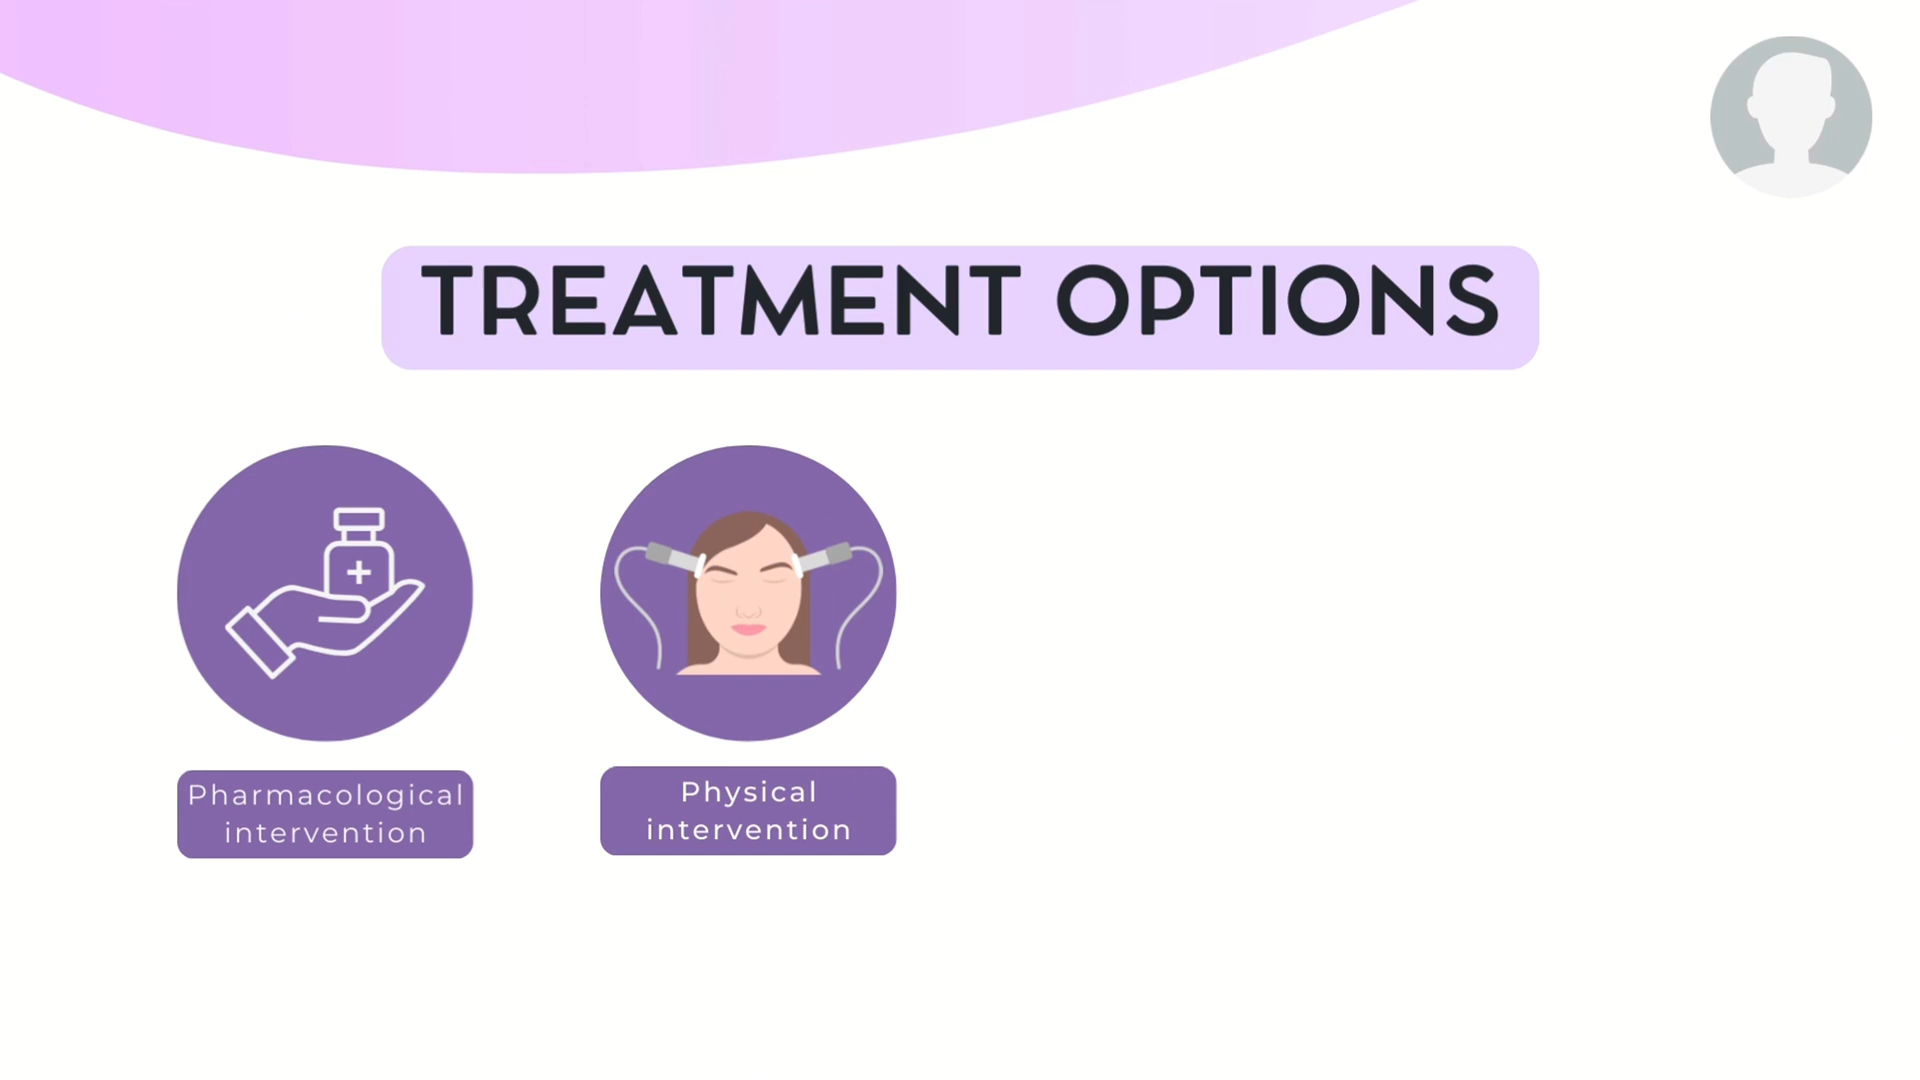 TREATMENT OPTIONS
Pharmacological
intervention
Physical
intervention